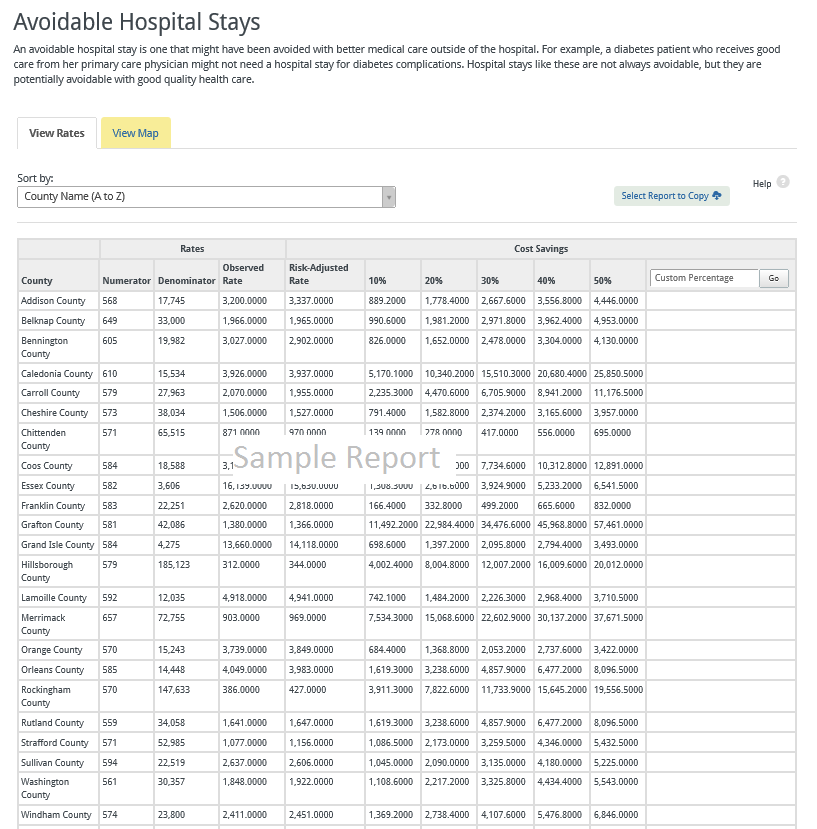 Avoidable Hospital Stays
An avoidable hospital stay is one that might have been avoided with better medical care outside of the hospital. For example, a diabetes patient who receives good
care from her primary care physician might not need a hospital stay for diabetes complications. Hospital stays like these are not always avoidable, but they are
potentially avoidable with good quality health care.
View Rates View Map
Sort by:
County Name (A to Z) Select Report to Copy Help ?
Rates Cost Savings
County Numerator Denominator Observed Rate Risk-Adjusted Rate 10% 20% 30% 40% 50% Custom Percentage Go
Addison County 568 17,745 3,200.0000 3,337.0000 889.2000 1,778.4000 2,667.6000 3,556.8000 4,446.0000
Belknap County 649 33,000 1,966.0000 1,965.0000 990.6000 1,981.2000 2,971.8000 3,962.4000 4,953.0000
Bennington County 605 19,982 3,027.0000 2,902.0000 826.0000 1,652.0000 2,478.0000 3,304.0000 4,130.0000
Caledonia County 610 15,534 3,926.0000 3,937.0000 5,170.1000 10,340.2000 15,510.3000 20,680.4000 25,850.5000
Carroll County 579 27,963 2,070.0000 1,955.0000 2,235.3000 4,470.6000 6,705.9000 8,941.2000 11,176.5000
Cheshire County 573 38,034 1,506.0000 1,527.0000 791.4000 1,582.8000 2,374.2000 3,165.6000 3,957.0000
Chittenden County 571 65,515 871.0000 970.0000 139.0000 278.0000 417.0000 556.0000 695.0000
Sample Report
Coos County 584 18,588 7,734.6000 10,312.8000 12,891.0000
Essex County 582 3,606 16,139.0000 15,630.0000 1,308.3000 2,616.6000 3,924.9000 5,233.2000 6,541.5000
Franklin County 583 22,251 2,620.0000 2,818.0000 166.4000 332.8000 499.2000 665.6000 832.0000
Grafton County 581 42,086 1,380.0000 1,366.0000 11,492.2000 22,984.4000 34,476.6000 45,968.8000 57,461.0000
Grand Isle County 584 4,275 13,660.0000 14,118.0000 698.6000 1,397.2000 2,095.8000 2,794.4000 3,493.0000
Hillsborough County 579 185,123 312.0000 344.0000 4,002.4000 8,004.8000 12,007.2000 16,009.6000 20,012.0000
Lamoille County 592 12,035 4,918.0000 4,941.0000 742.1000 1,484.2000 2,226.3000 2,968.4000 3,710.5000
Merrimack County 657 72,755 903.0000 969.0000 7,534.3000 15,068.6000 22,602.9000 30,137.2000 37,671.5000
Orange County 570 15,243 3,739.0000 3,849.0000 684.4000 1,368.8000 2,053.2000 2,737.6000 3,422.0000
Orleans County 585 14,448 4,049.0000 3,983.0000 1,619.3000 3,238.6000 4,857.9000 6,477.2000 8,096.5000
Rockingham County 570 147,633 386.0000 427.0000 3,911.3000 7,822.6000 11,733.9000 15,645.2000 19,556.5000
Rutland County 559 34,058 1,641.0000 1,647.0000 1,619.3000 3,238.6000 4,857.9000 6,477.2000 8,096.5000
Strafford County 571 52,985 1,077.0000 1,156.0000 1,086.5000 2,173.0000 3,259.5000 4,346.0000 5,432.5000
Sullivan County 594 22,519 2,637.0000 2,606.0000 1,045.0000 2,090.0000 3,135.0000 4,180.0000 5,225.0000
Washington County 561 30,357 1,848.0000 1,922.0000 1,108.6000 2,217.2000 3,325.8000 4,434.4000 5,543.0000
Windham County 574 23,800 2,411.0000 2,451.0000 1,369.2000 2,738.4000 4,107.6000 5,476.8000 6,846.0000